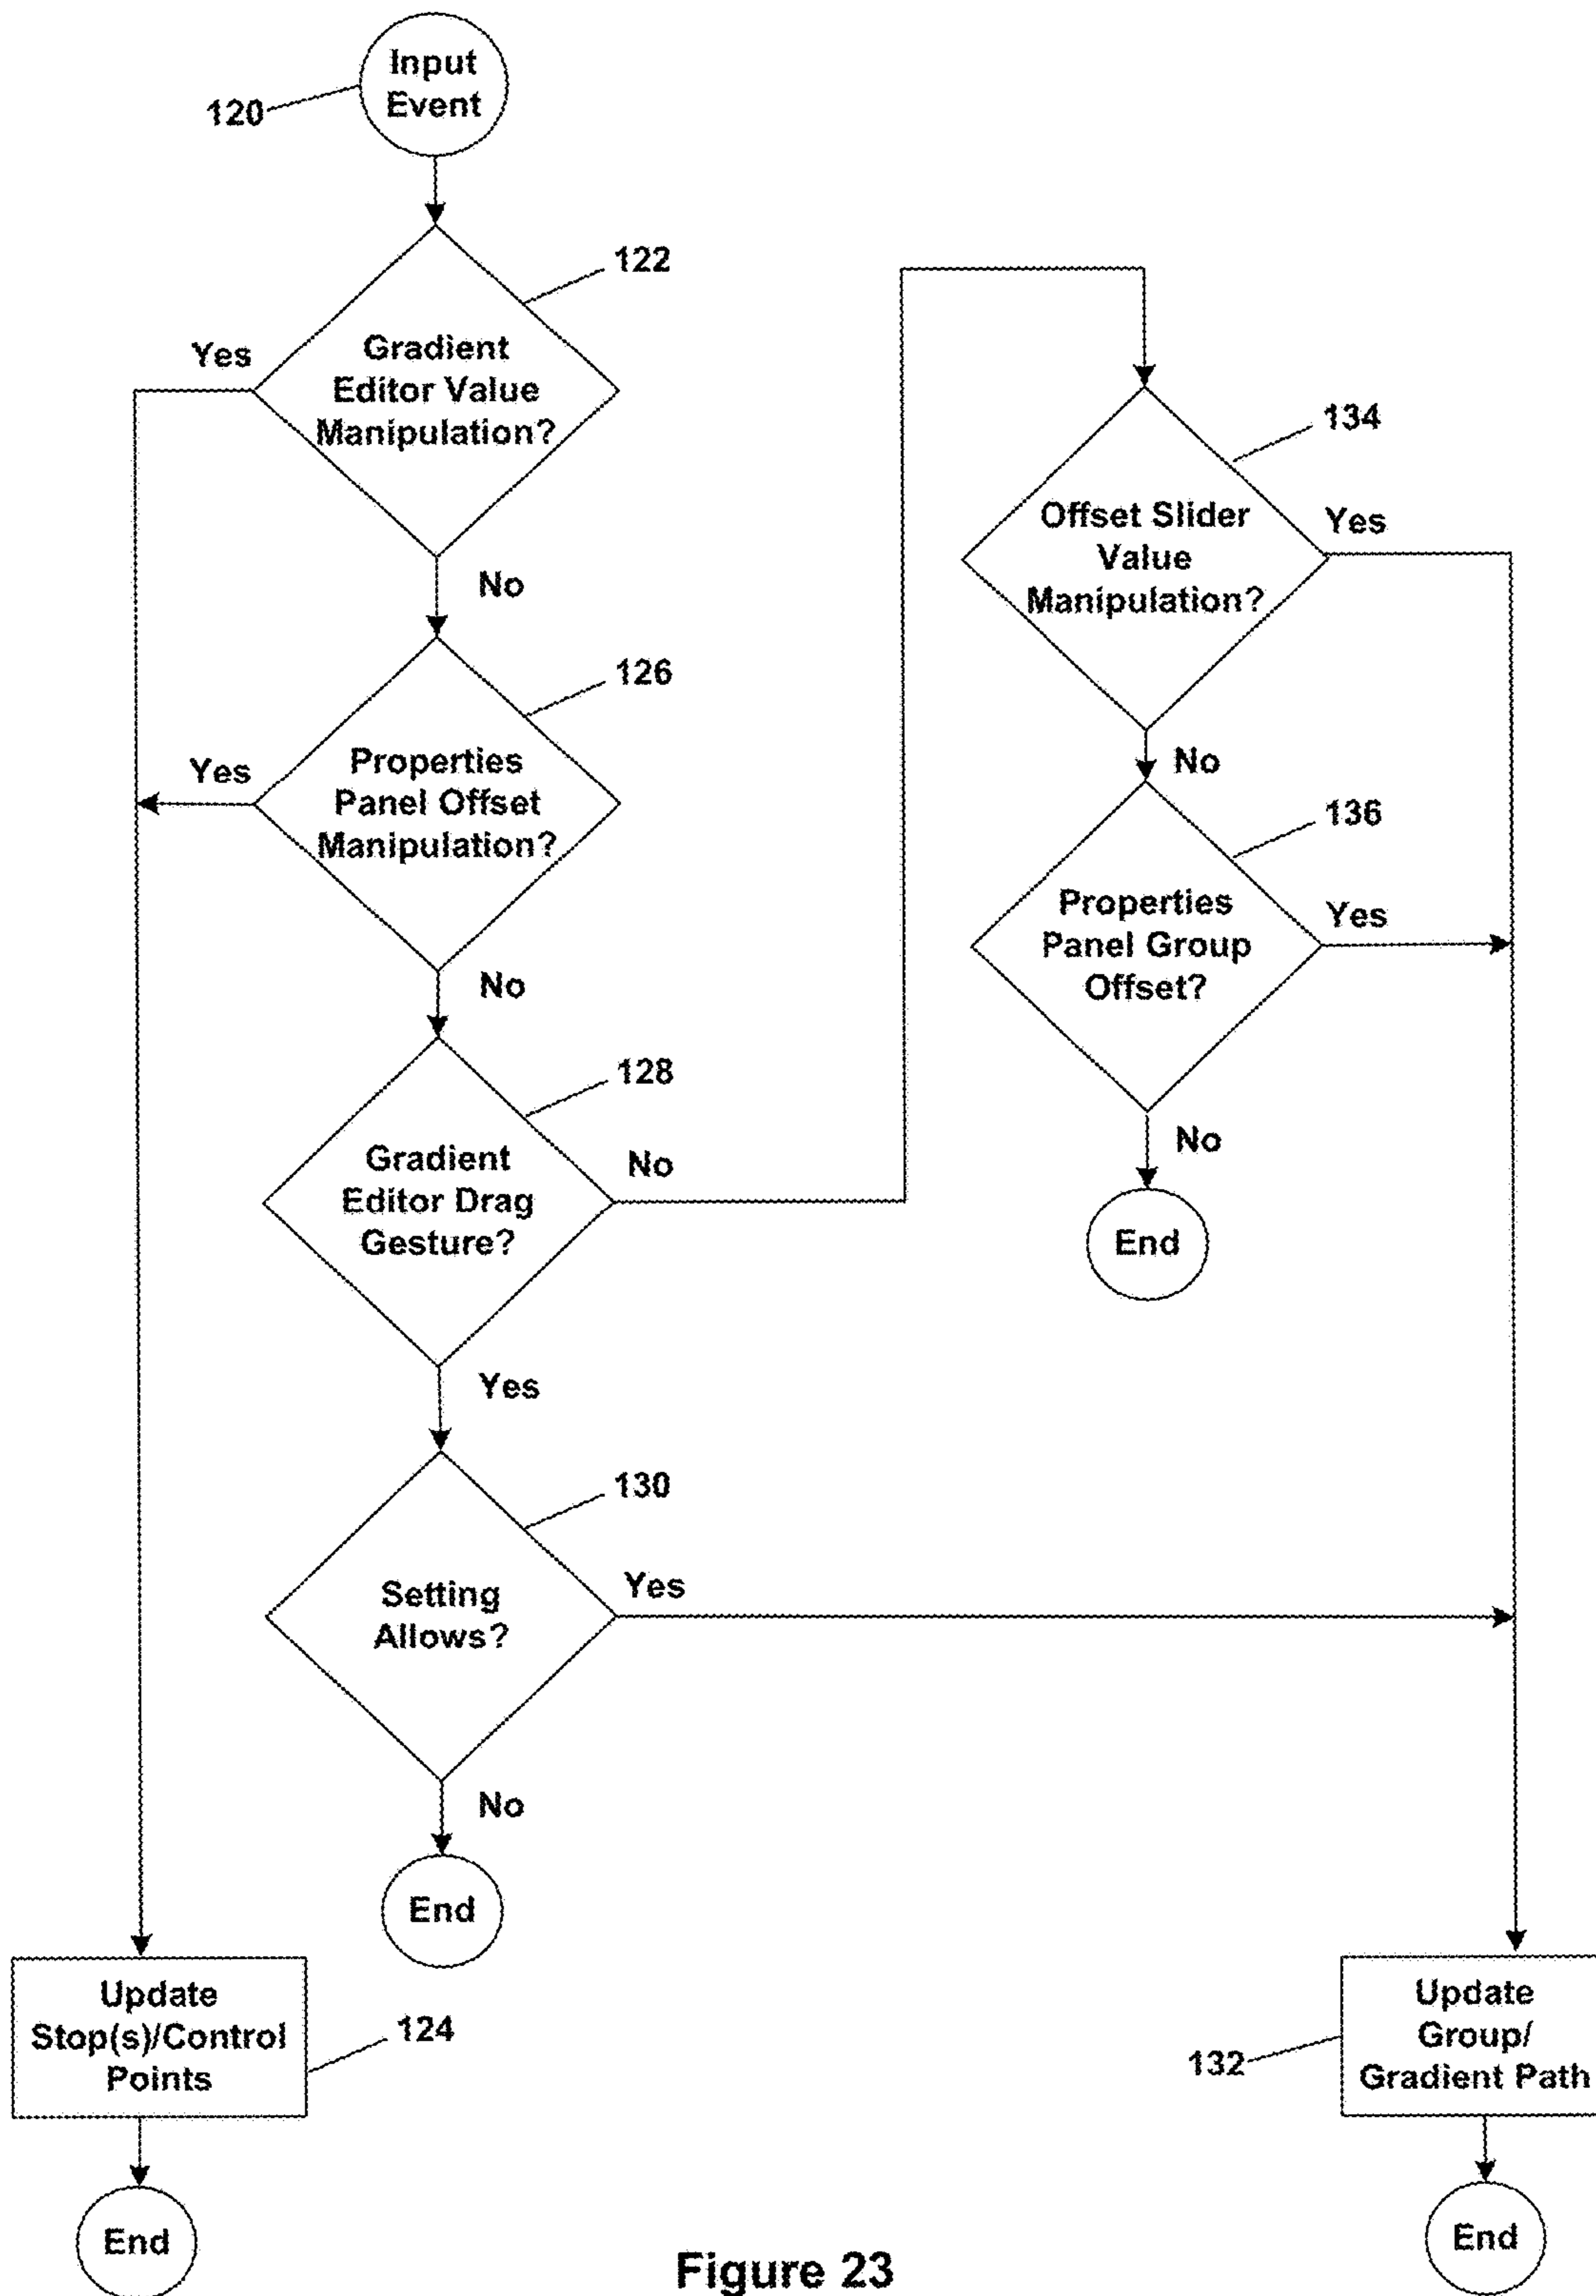 Input
Event
120
122
Yes
Gradient
Editor Value
Manipulation?
No
126
Yes
Properties
Panel Offset
Manipulation?
No
128
Gradient
Editor Drag
Gesture?
No
Yes
130
Setting
Allows?
Yes
No
End
134
Offset Slider
Value
Manipulation?
Yes
No
136
Properties
Panel Group
Offset?
Yes
No
End
Update
Stop(s)/Control
Points
124
End
Update
Group/
Gradient Path
132
End
Figure 23